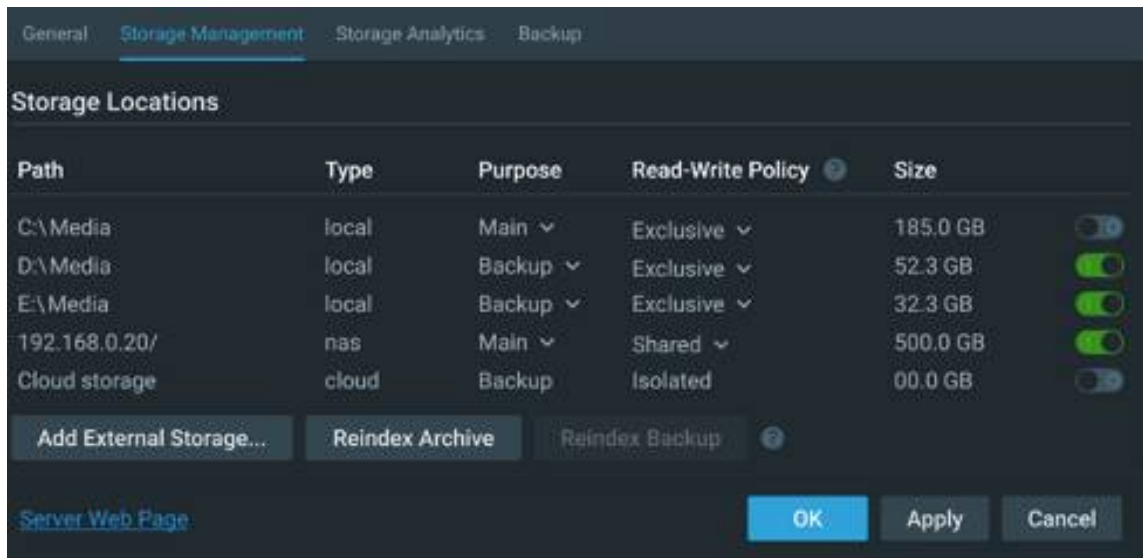 General Storage Management Storage Analytics Backup
Storage Locations
Path Type Purpose Read-Write Policy ? Size
C:\Media local Main Exclusive 185.0 GB
D:\Media local Backup Exclusive 52.3 GB
E:\Media local Backup Exclusive 32.3 GB
192.168.0.20/ nas Main Shared 500.0 GB
Cloud storage cloud Backup Isolated 00.0 GB
Add External Storage... Reindex Archive Reindex Backup ?
Server Web Page OK Apply Cancel